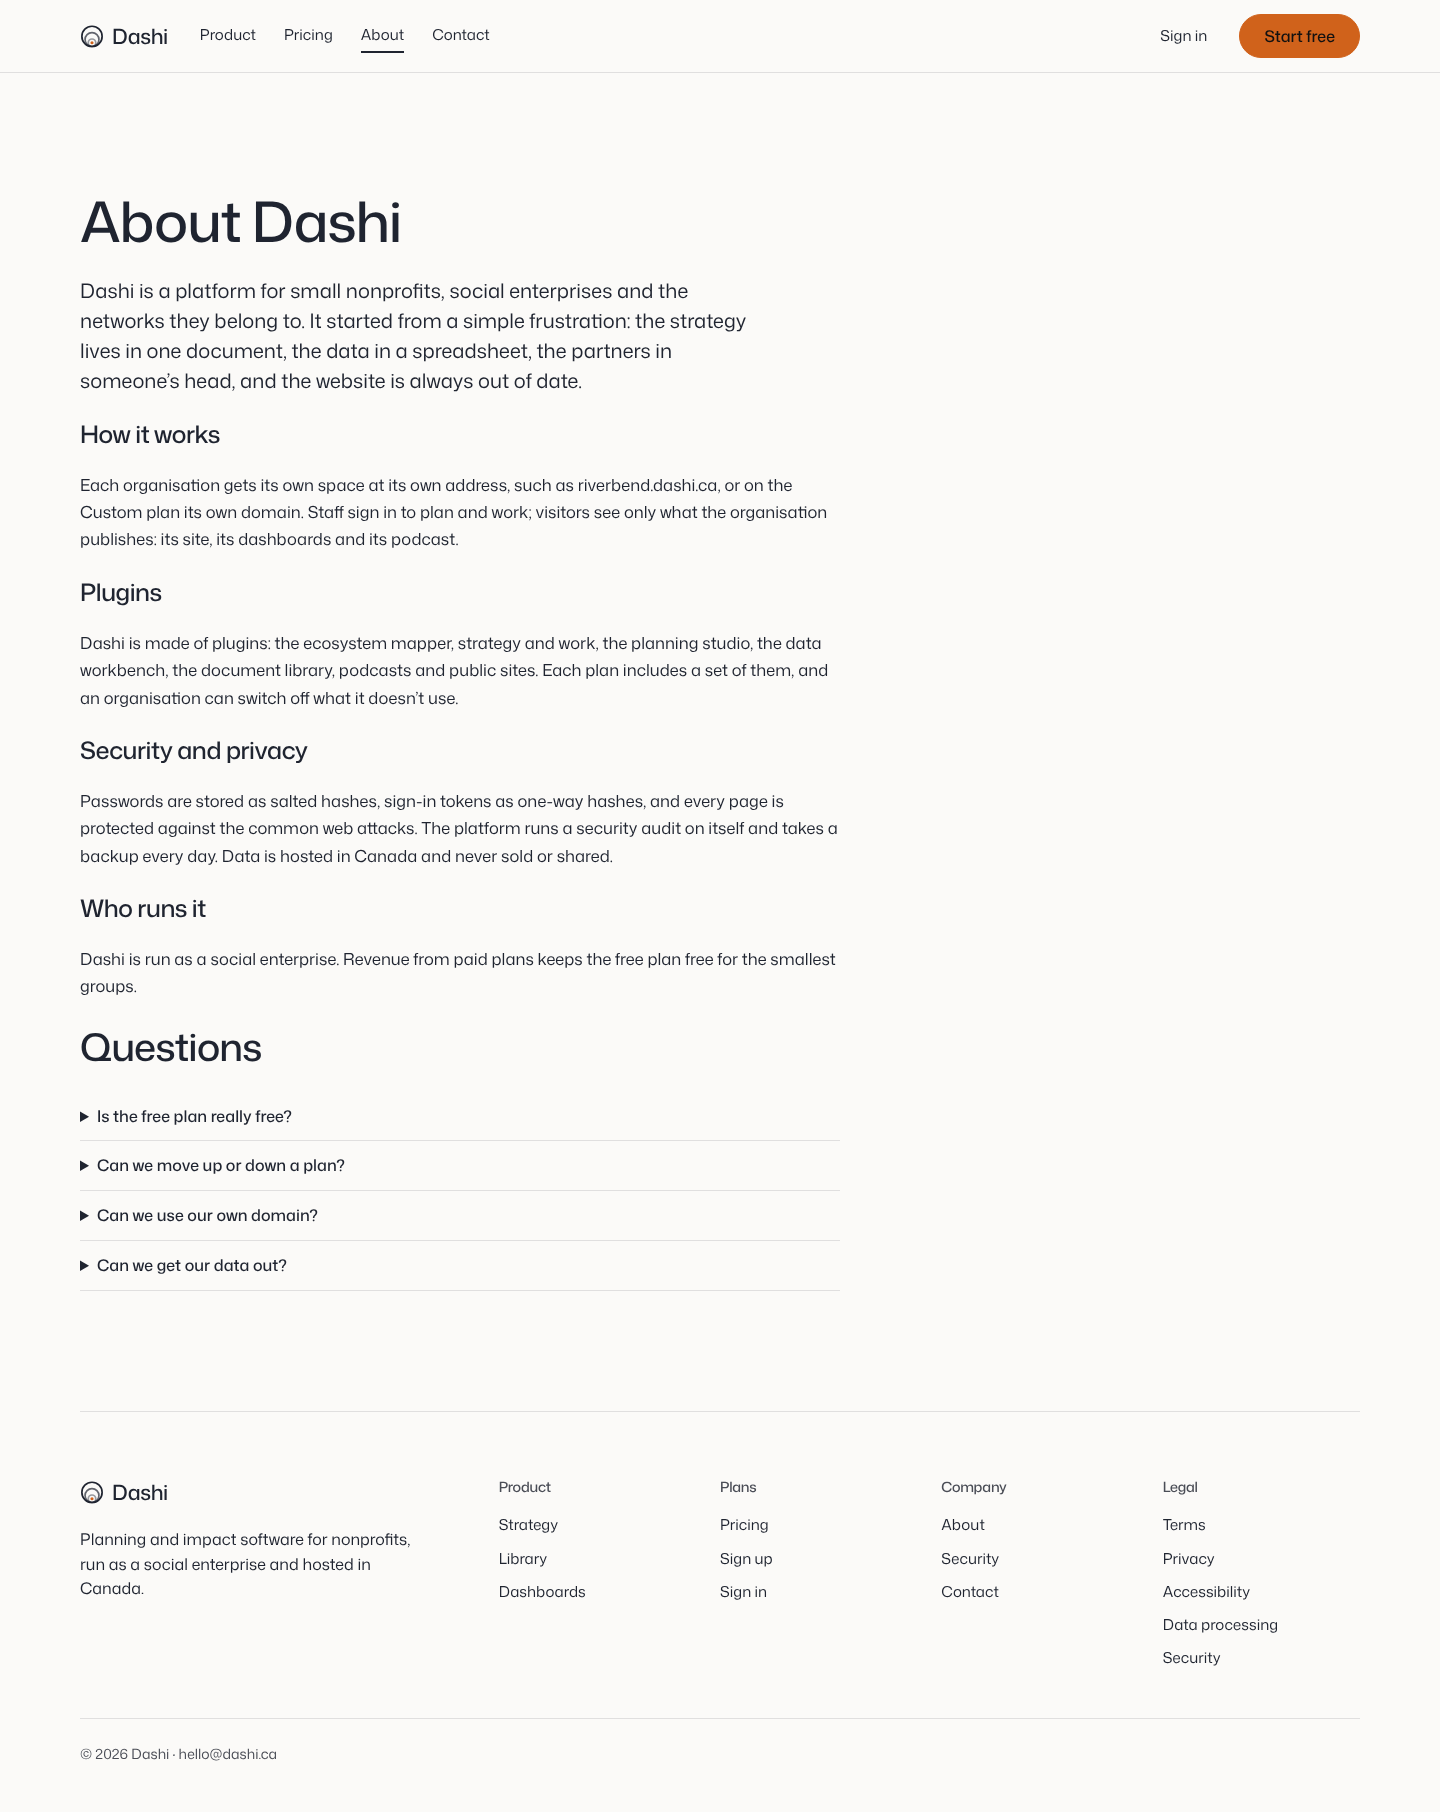 Dashi
Product
Pricing
About
Contact
Sign in
Start free
About Dashi
Dashi is a platform for small nonprofits, social enterprises and the
networks they belong to. It started from a simple frustration: the strategy
lives in one document, the data in a spreadsheet, the partners in
someone’s head, and the website is always out of date.
How it works
Each organisation gets its own space at its own address, such as riverbend.dashi.ca, or on the
Custom plan its own domain. Staff sign in to plan and work; visitors see only what the organisation
publishes: its site, its dashboards and its podcast.
Plugins
Dashi is made of plugins: the ecosystem mapper, strategy and work, the planning studio, the data
workbench, the document library, podcasts and public sites. Each plan includes a set of them, and
an organisation can switch off what it doesn’t use.
Security and privacy
Passwords are stored as salted hashes, sign-in tokens as one-way hashes, and every page is
protected against the common web attacks. The platform runs a security audit on itself and takes a
backup every day. Data is hosted in Canada and never sold or shared.
Who runs it
Dashi is run as a social enterprise. Revenue from paid plans keeps the free plan free for the smallest
groups.
Questions
Is the free plan really free?
Can we move up or down a plan?
Can we use our own domain?
Can we get our data out?
Dashi
Planning and impact software for nonprofits,
run as a social enterprise and hosted in
Canada.
Product
Strategy
Library
Dashboards
Plans
Pricing
Sign up
Sign in
Company
About
Security
Contact
Legal
Terms
Privacy
Accessibility
Data processing
Security
© 2026 Dashi · hello@dashi.ca